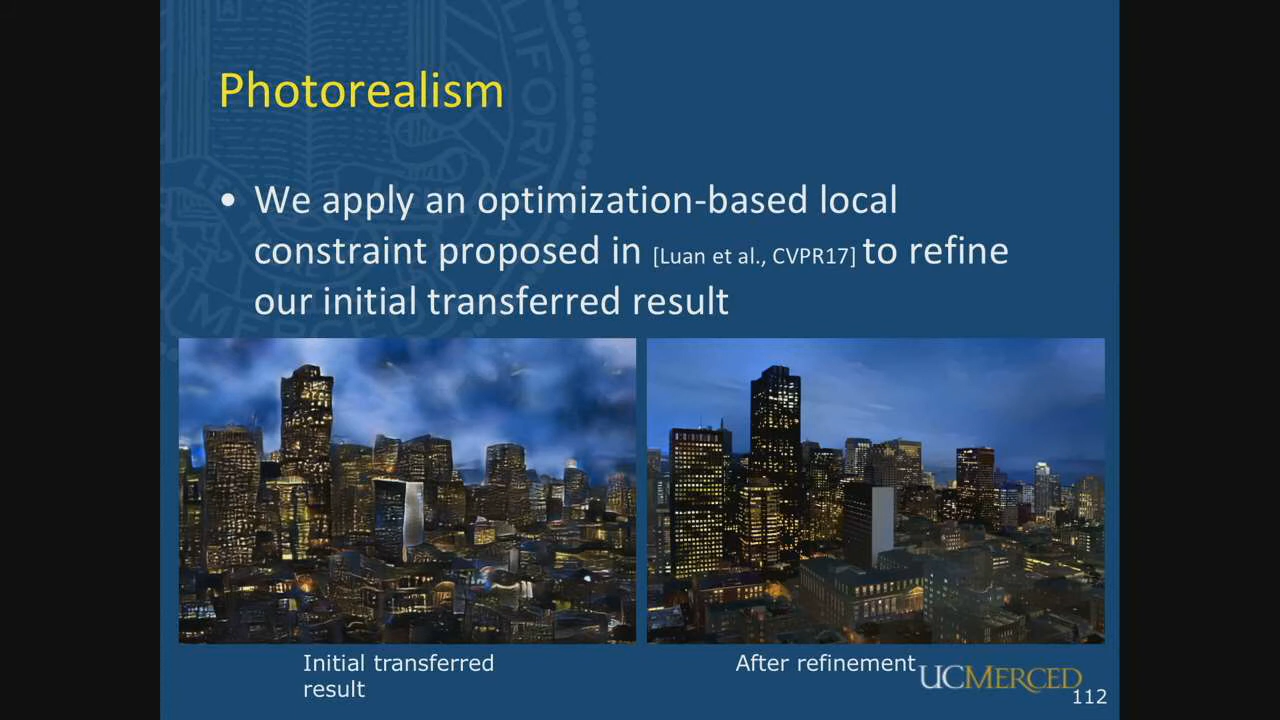 Photorealism
• We apply an optimization-based local
constraint proposed in [Luan et al., CVPR17] to refine
our initial transferred result
Initial transferred
result
After refinement
UCMERCED
112